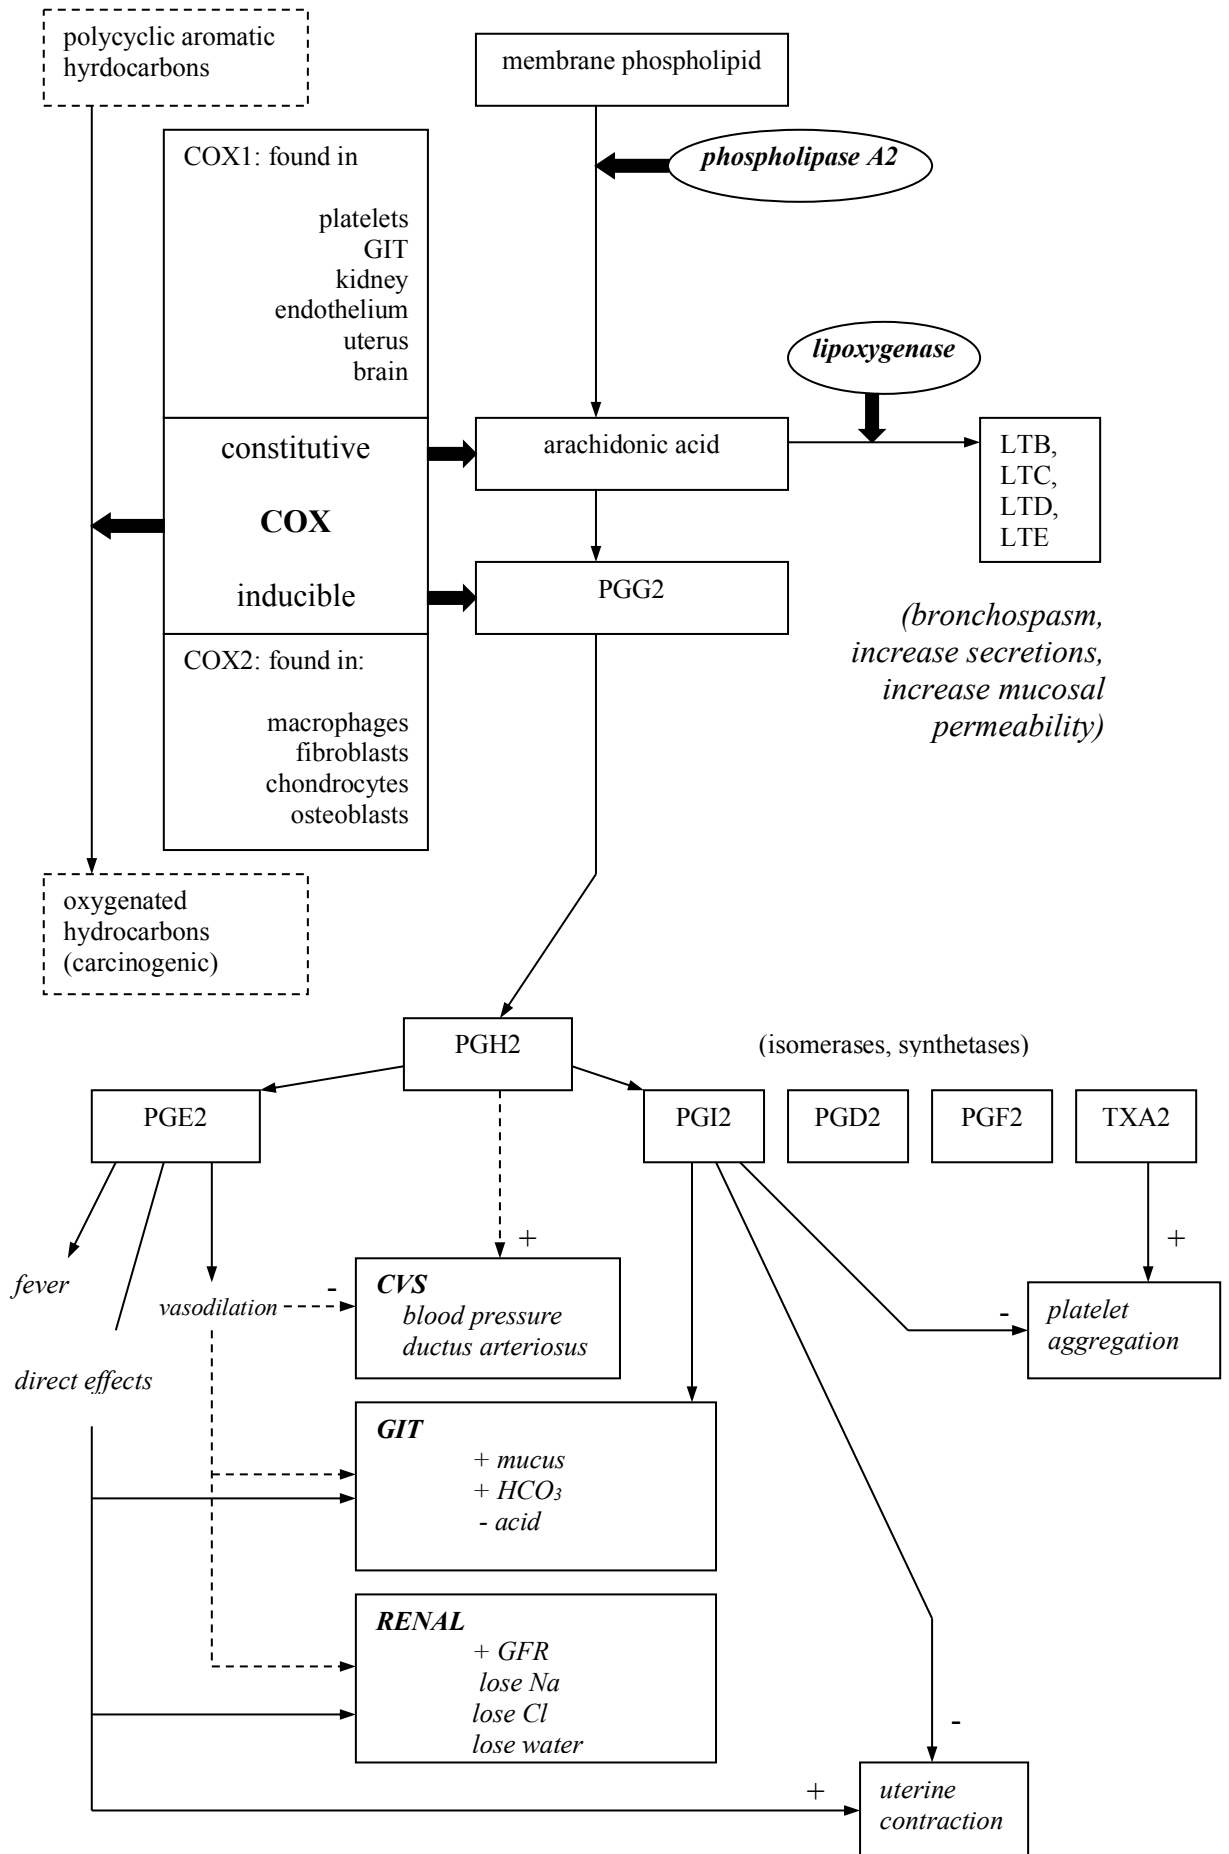 polycyclic aromatic
hyrdocarbons
membrane phospholipid
COX1: found in
platelets
GIT
kidney
endothelium
uterus
brain
phospholipase A2
lipoxygenase
constitutive
COX
inducible
arachidonic acid
LTB,
LTC,
LTD,
LTE
PGG2
(bronchospasm,
increase secretions,
increase mucosal
permeability)
COX2: found in:
macrophages
fibroblasts
chondrocytes
osteoblasts
oxygenated
hydrocarbons
(carcinogenic)
PGH2
(isomerases, synthetases)
PGE2
PGI2
PGD2
PGF2
TXA2
+
+
fever
vasodilation
-
CVS
blood pressure
ductus arteriosus
-
platelet
aggregation
direct effects
GIT
+ mucus
+ HCO₃
- acid
RENAL
+ GFR
lose Na
lose Cl
lose water
-
+
uterine
contraction